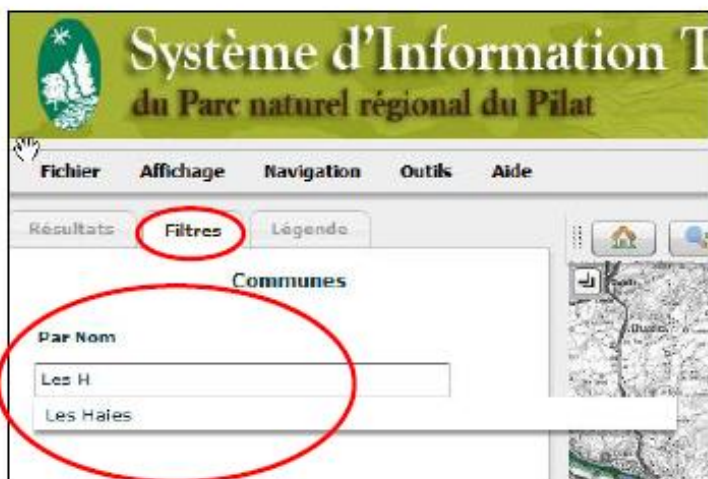 Système d'Information T
du Parc naturel régional du Pilat
Fichier Affichage Navigation Outils Aide
Résultats Filtres Légende
Communes
Par Nom
Les H
Les Haies